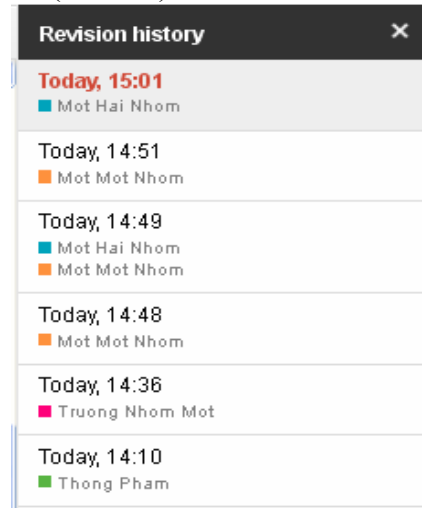 Revision history ×
Today, 15:01
Mot Hai Nhom
Today, 14:51
Mot Mot Nhom
Today, 14:49
Mot Hai Nhom
Mot Mot Nhom
Today, 14:48
Mot Mot Nhom
Today, 14:36
Truong Nhom Mot
Today, 14:10
Thong Pham